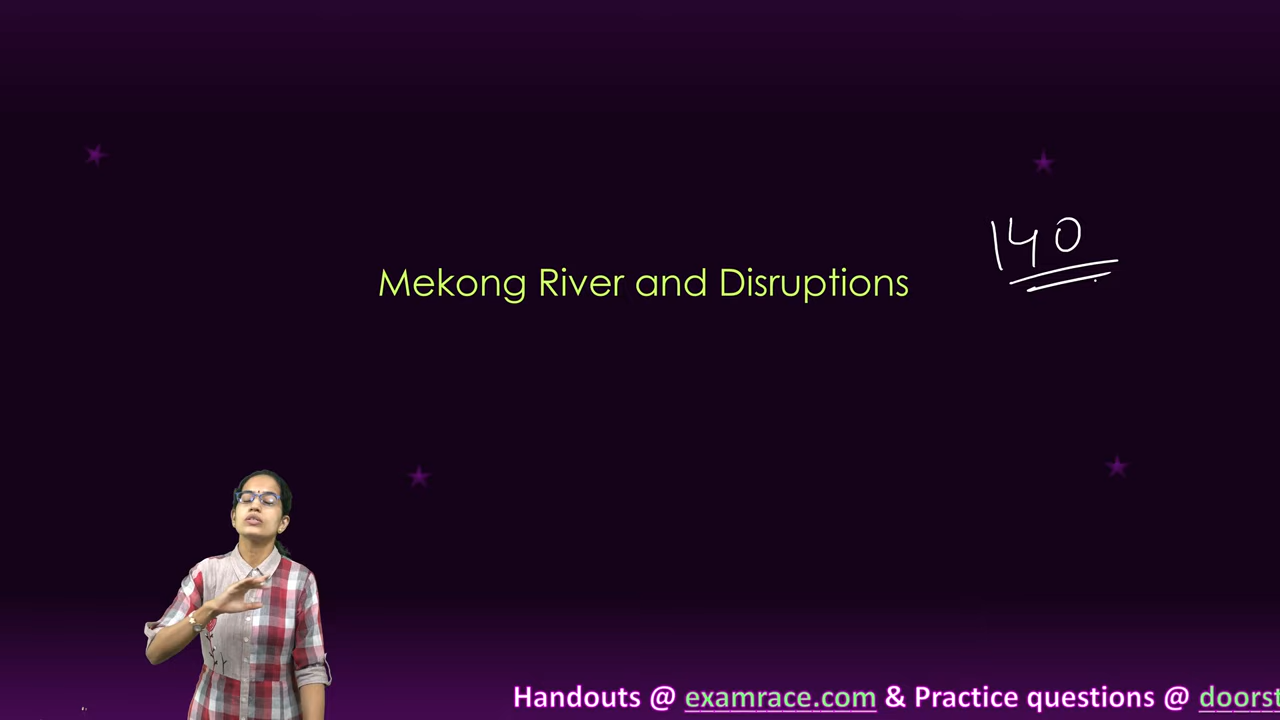 140
Mekong River and Disruptions
Handouts @ examrace.com & Practice questions @ doorst